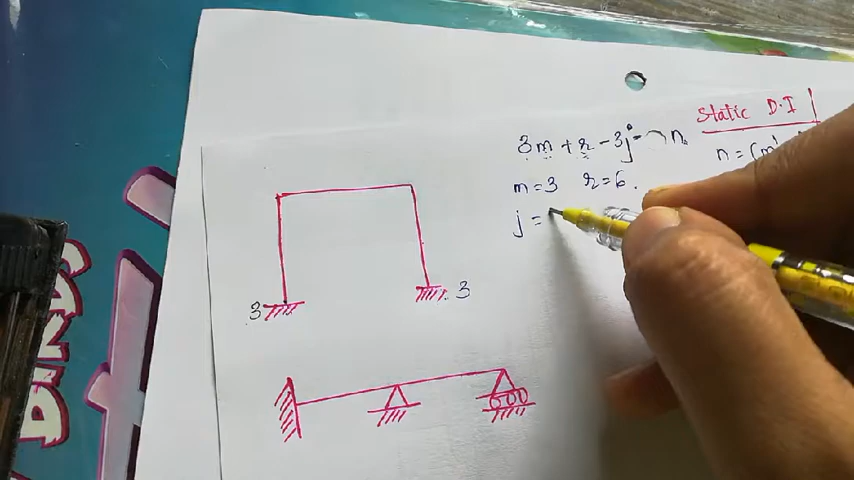 Static D.I
3m + r - 3j - n
n = (m'
m = 3 r = 6.
j =
3
3